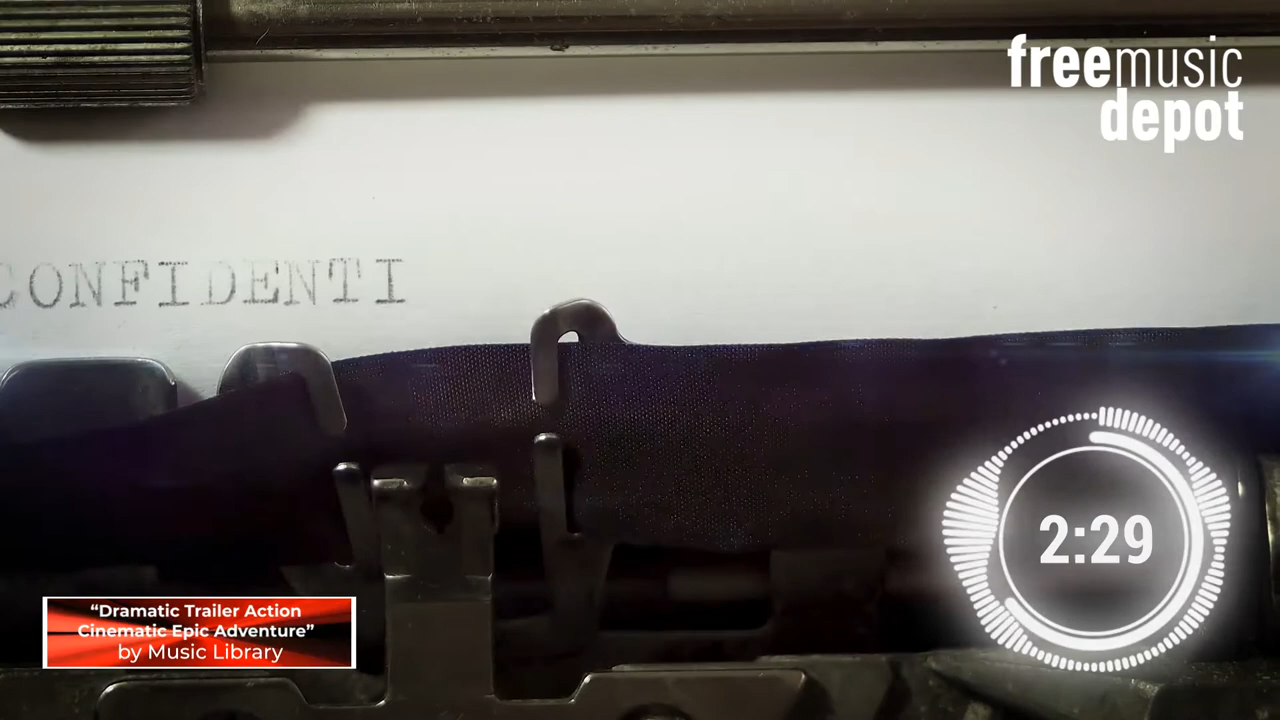 freemusic
depot
CONFIDENTI
2:29
“Dramatic Trailer Action
Cinematic Epic Adventure”
by Music Library